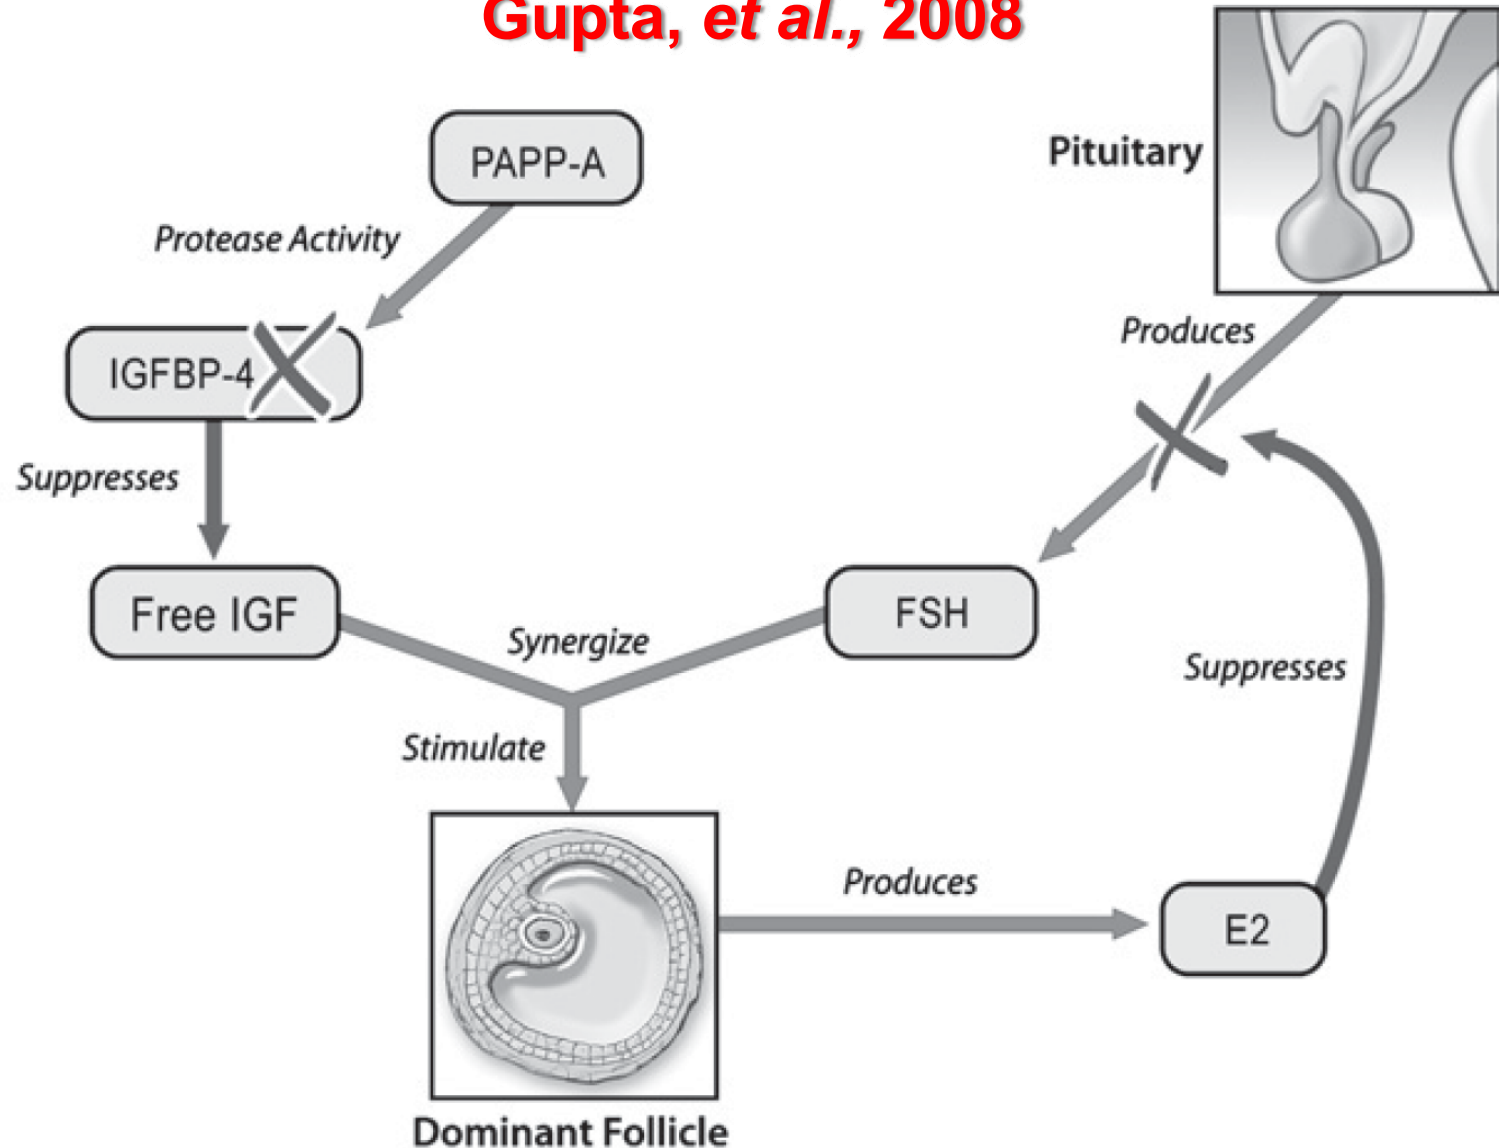 Gupta, et al., 2008
PAPP-A
Pituitary
Protease Activity
Produces
IGFBP-4
Suppresses
Free IGF
Synergize
FSH
Suppresses
Stimulate
Produces
E2
Dominant Follicle